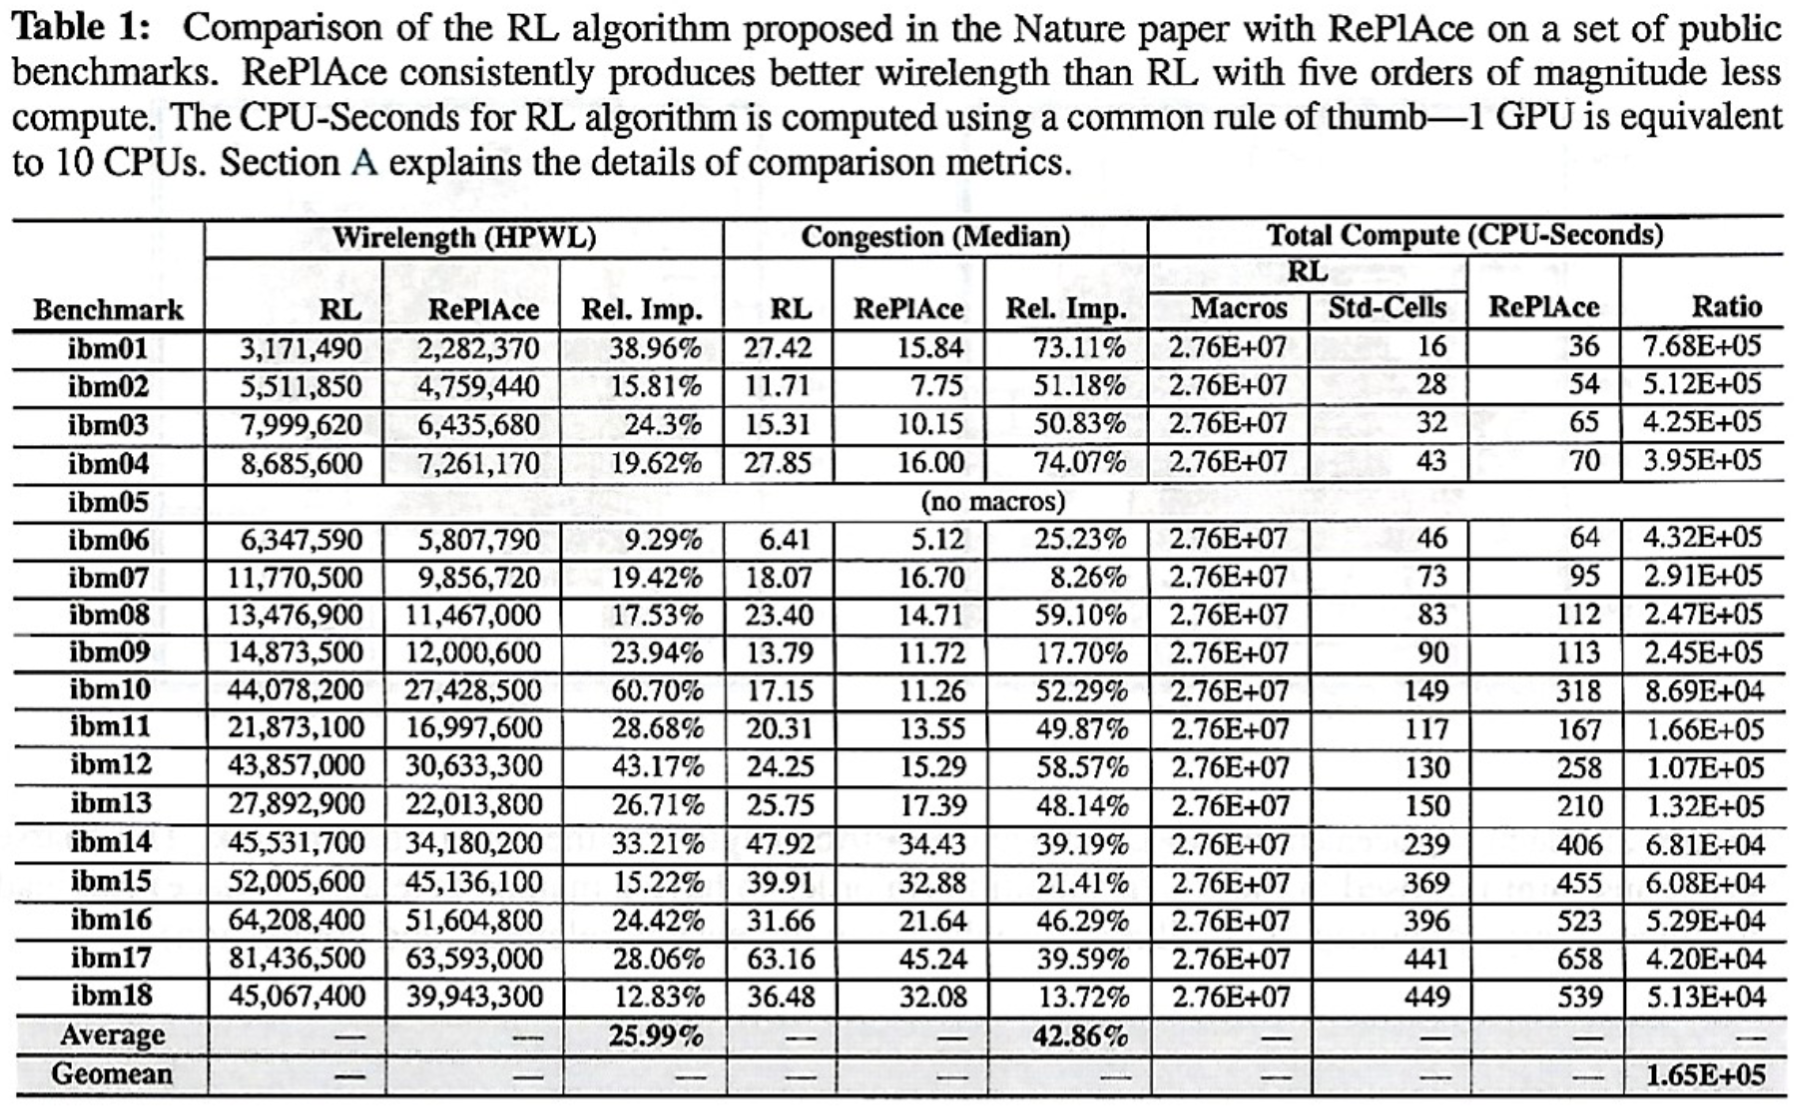 Table 1: Comparison of the RL algorithm proposed in the Nature paper with RePlAce on a set of public
benchmarks. RePlAce consistently produces better wirelength than RL with five orders of magnitude less
compute. The CPU-Seconds for RL algorithm is computed using a common rule of thumb—1 GPU is equivalent
to 10 CPUs. Section A explains the details of comparison metrics.
Wirelength (HPWL) Congestion (Median) Total Compute (CPU-Seconds)
RL
Benchmark RL RePlAce Rel. Imp. RL RePlAce Rel. Imp. Macros Std-Cells RePlAce Ratio
ibm01 3,171,490 2,282,370 38.96% 27.42 15.84 73.11% 2.76E+07 16 36 7.68E+05
ibm02 5,511,850 4,759,440 15.81% 11.71 7.75 51.18% 2.76E+07 28 54 5.12E+05
ibm03 7,999,620 6,435,680 24.3% 15.31 10.15 50.83% 2.76E+07 32 65 4.25E+05
ibm04 8,685,600 7,261,170 19.62% 27.85 16.00 74.07% 2.76E+07 43 70 3.95E+05
ibm05 (no macros)
ibm06 6,347,590 5,807,790 9.29% 6.41 5.12 25.23% 2.76E+07 46 64 4.32E+05
ibm07 11,770,500 9,856,720 19.42% 18.07 16.70 8.26% 2.76E+07 73 95 2.91E+05
ibm08 13,476,900 11,467,000 17.53% 23.40 14.71 59.10% 2.76E+07 83 112 2.47E+05
ibm09 14,873,500 12,000,600 23.94% 13.79 11.72 17.70% 2.76E+07 90 113 2.45E+05
ibm10 44,078,200 27,428,500 60.70% 17.15 11.26 52.29% 2.76E+07 149 318 8.69E+04
ibm11 21,873,100 16,997,600 28.68% 20.31 13.55 49.87% 2.76E+07 117 167 1.66E+05
ibm12 43,857,000 30,633,300 43.17% 24.25 15.29 58.57% 2.76E+07 130 258 1.07E+05
ibm13 27,892,900 22,013,800 26.71% 25.75 17.39 48.14% 2.76E+07 150 210 1.32E+05
ibm14 45,531,700 34,180,200 33.21% 47.92 34.43 39.19% 2.76E+07 239 406 6.81E+04
ibm15 52,005,600 45,136,100 15.22% 39.91 32.88 21.41% 2.76E+07 369 455 6.08E+04
ibm16 64,208,400 51,604,800 24.42% 31.66 21.64 46.29% 2.76E+07 396 523 5.29E+04
ibm17 81,436,500 63,593,000 28.06% 63.16 45.24 39.59% 2.76E+07 441 658 4.20E+04
ibm18 45,067,400 39,943,300 12.83% 36.48 32.08 13.72% 2.76E+07 449 539 5.13E+04
Average — — 25.99% — — 42.86% — — — —
Geomean — — — — — — — — — 1.65E+05